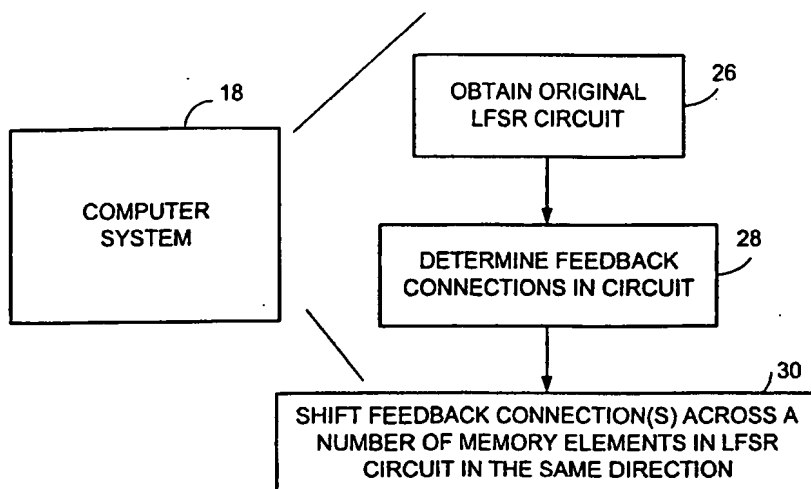 26
OBTAIN ORIGINAL
LFSR CIRCUIT
18
COMPUTER
SYSTEM
28
DETERMINE FEEDBACK
CONNECTIONS IN CIRCUIT
30
SHIFT FEEDBACK CONNECTION(S) ACROSS A
NUMBER OF MEMORY ELEMENTS IN LFSR
CIRCUIT IN THE SAME DIRECTION